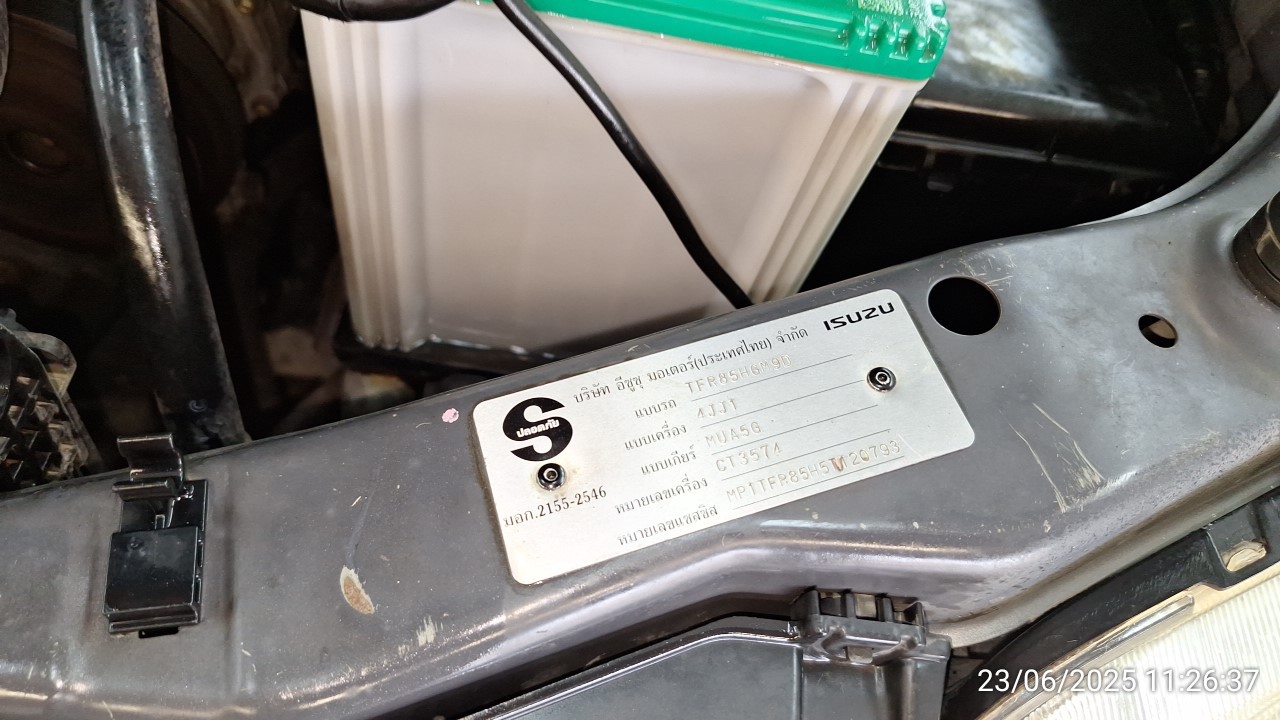 บริษัท อีซูซุ มอเตอร์(ประเทศไทย) จำกัด ISUZU
S
ปลอดภัย
มอก.2155-2546
แบบรถ
แบบเครื่อง 4JJ1
แบบเกียร์ MUA5G
หมายเลขเครื่อง CT3574
หมายเลขแชสซิส
23/06/2025 11:26:37